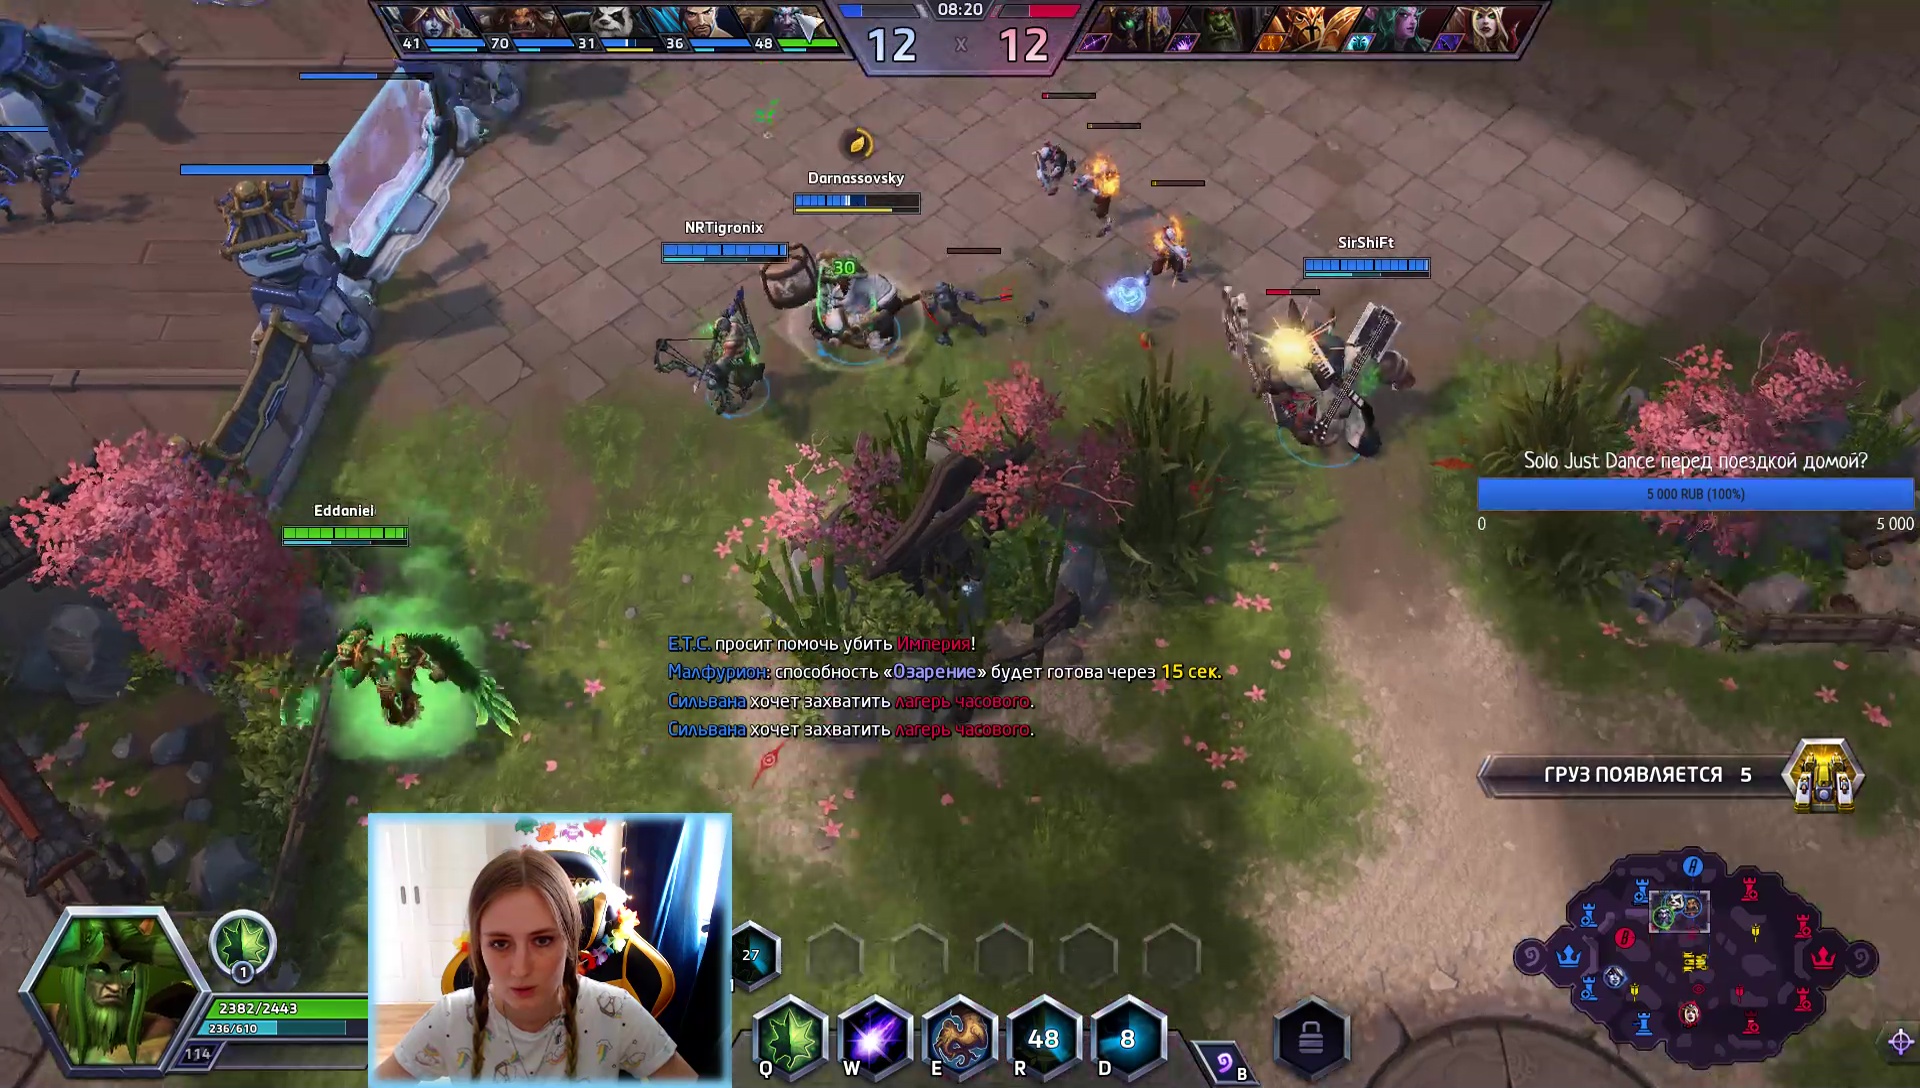 08:20
41 70 31 36 48
12 x 12
Darnassovsky
NRTigronix
SirShiFt
30
Solo Just Dance перед поездкой домой?
5 000 RUB (100%)
0 5 000
Eddaniel
E.T.C. просит помочь убить Империя!
Малфурион: способность «Озарение» будет готова через 15 сек.
Сильвана хочет захватить лагерь часового.
Сильвана хочет захватить лагерь часового.
ГРУЗ ПОЯВЛЯЕТСЯ 5
27
1
2382/2443
236/610
114
48 8
Q W E R D B